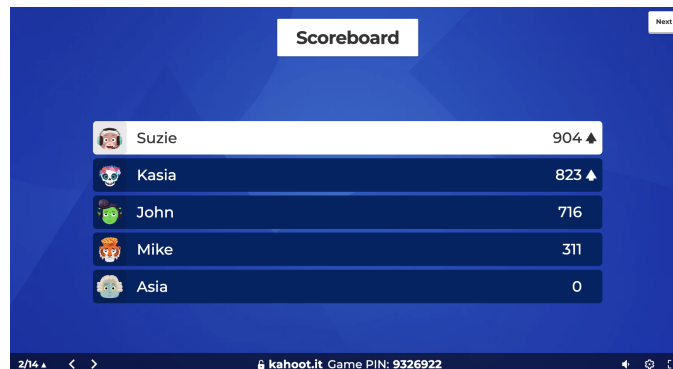 Scoreboard
Next
Suzie 904
Kasia 823
John 716
Mike 311
Asia 0
2/14 kahoot.it Game PIN: 9326922